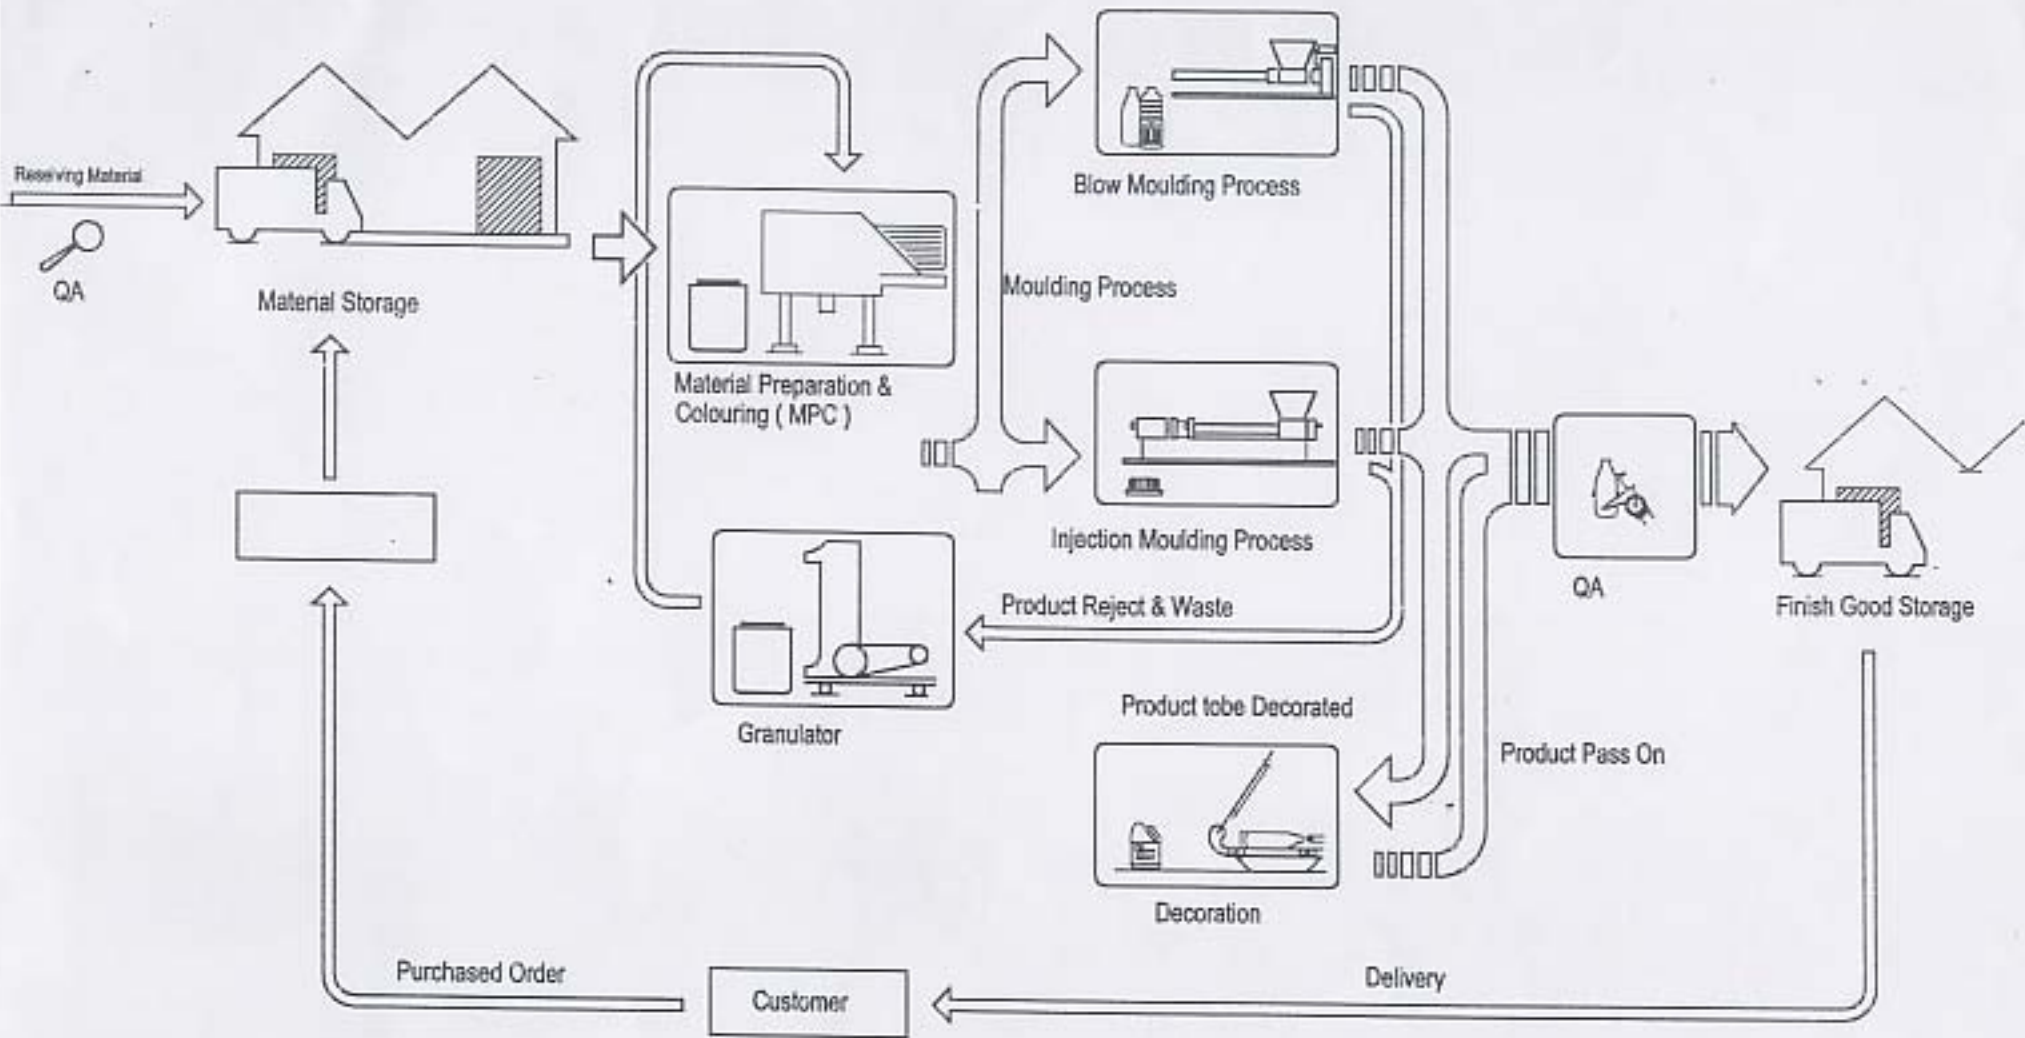 Reseiving Material
QA
Material Storage
Material Preparation &
Colouring ( MPC )
Moulding Process
Blow Moulding Process
Injection Moulding Process
Product Reject & Waste
Granulator
Product tobe Decorated
Decoration
Product Pass On
QA
Finish Good Storage
Purchased Order
Customer
Delivery